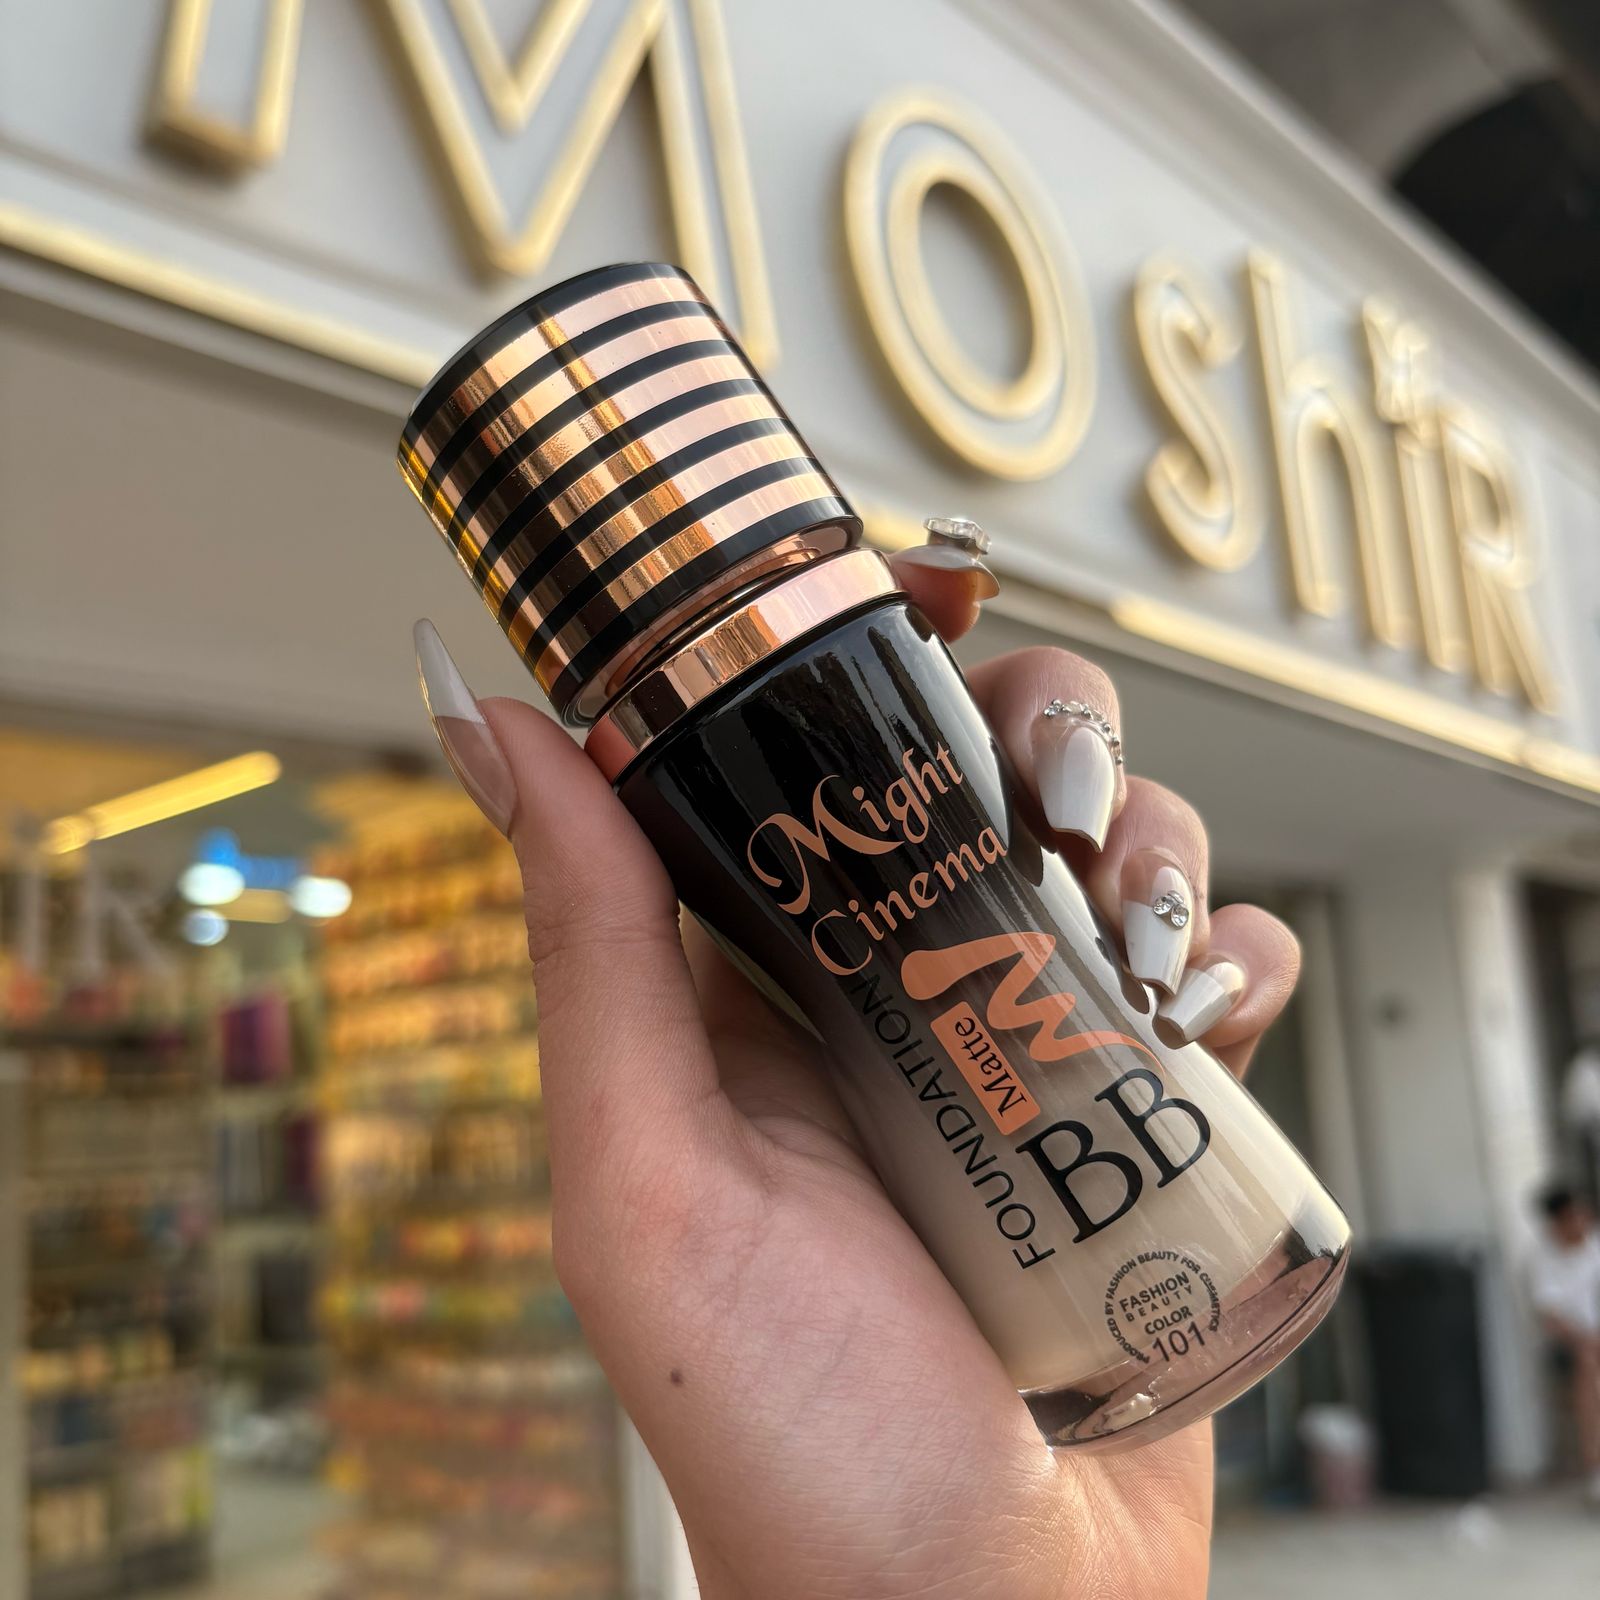 MoshiR
Might
Cinema
Matte
FOUNDATION
BB
PRODUCED BY FASHION BEAUTY FOR COSMETICS
FASHION
BEAUTY
COLOR
101